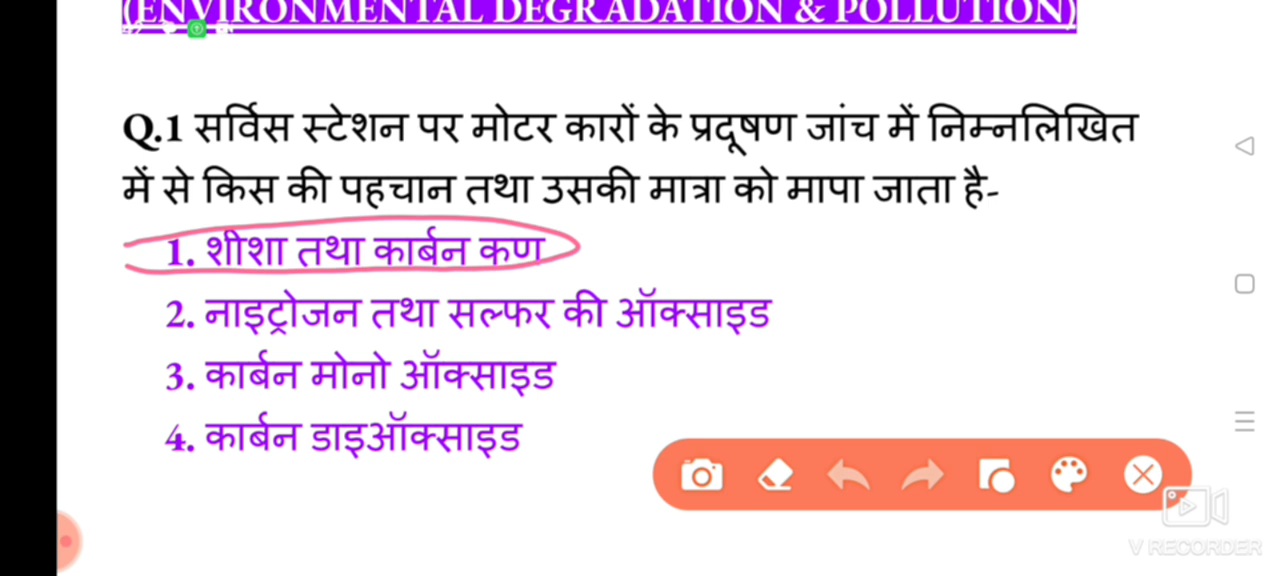 (ENVIRONMENTAL DEGRADATION & POLLUTION)
Q.1 सर्विस स्टेशन पर मोटर कारों के प्रदूषण जांच में निम्नलिखित
में से किस की पहचान तथा उसकी मात्रा को मापा जाता है-
1. शीशा तथा कार्बन कण
2. नाइट्रोजन तथा सल्फर की ऑक्साइड
3. कार्बन मोनो ऑक्साइड
4. कार्बन डाइऑक्साइड
V RECORDER